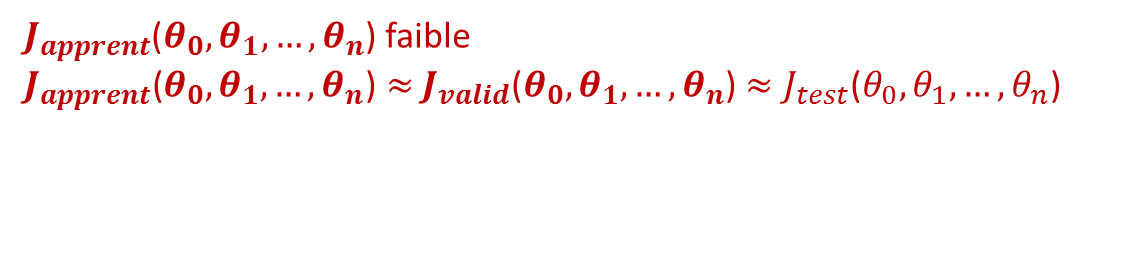 J_apprent(θ_0, θ_1, …, θ_n) faible
J_apprent(θ_0, θ_1, …, θ_n) ≈ J_valid(θ_0, θ_1, …, θ_n) ≈ J_test(θ_0, θ_1, …, θ_n)